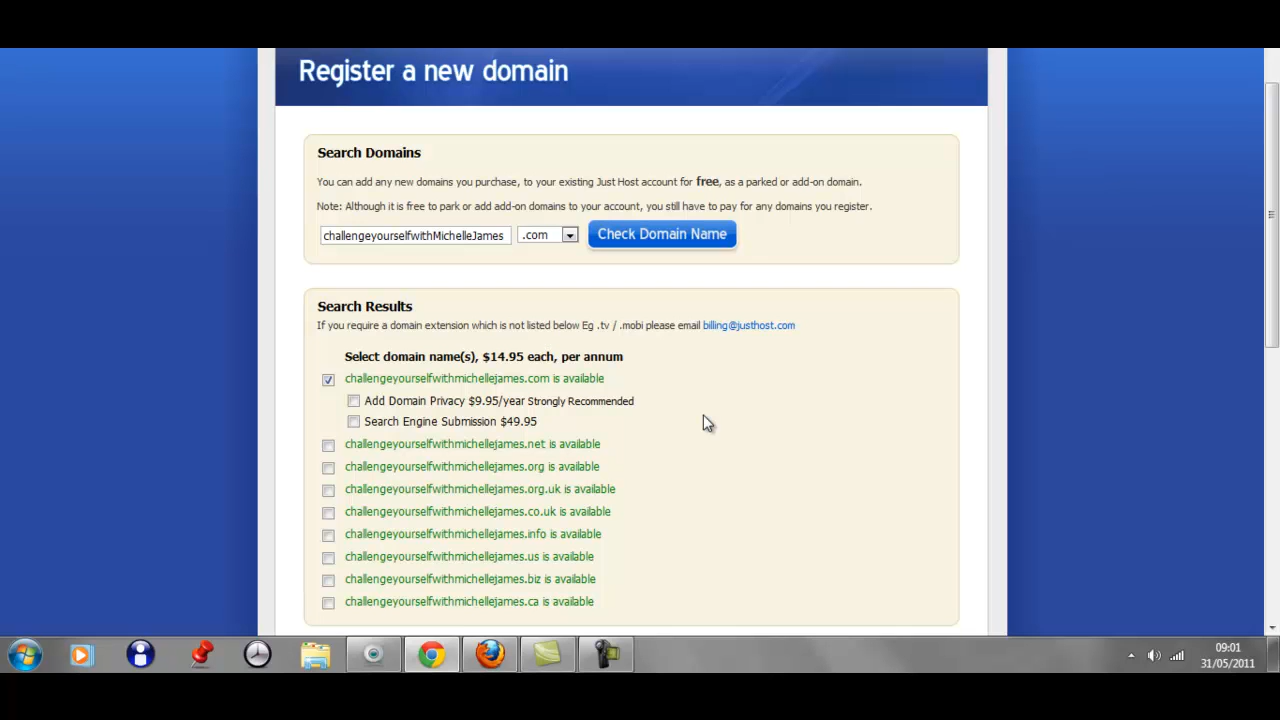 Register a new domain
Search Domains
You can add any new domains you purchase, to your existing Just Host account for free, as a parked or add-on domain.
Note: Although it is free to park or add add-on domains to your account, you still have to pay for any domains you register.
challengeyourselfwithMichelleJames .com Check Domain Name
Search Results
If you require a domain extension which is not listed below Eg .tv / .mobi please email billing@justhost.com
Select domain name(s), $14.95 each, per annum
challengeyourselfwithmichellejames.com is available
Add Domain Privacy $9.95/year Strongly Recommended
Search Engine Submission $49.95
challengeyourselfwithmichellejames.net is available
challengeyourselfwithmichellejames.org is available
challengeyourselfwithmichellejames.org.uk is available
challengeyourselfwithmichellejames.co.uk is available
challengeyourselfwithmichellejames.info is available
challengeyourselfwithmichellejames.us is available
challengeyourselfwithmichellejames.biz is available
challengeyourselfwithmichellejames.ca is available
09:01
31/05/2011